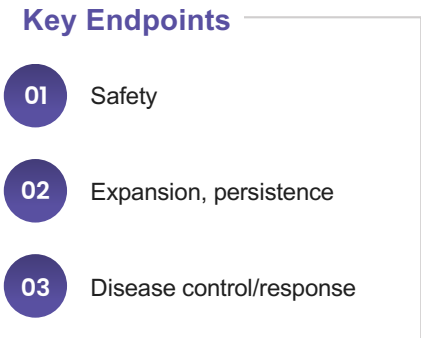 Key Endpoints
01 Safety
02 Expansion, persistence
03 Disease control/response